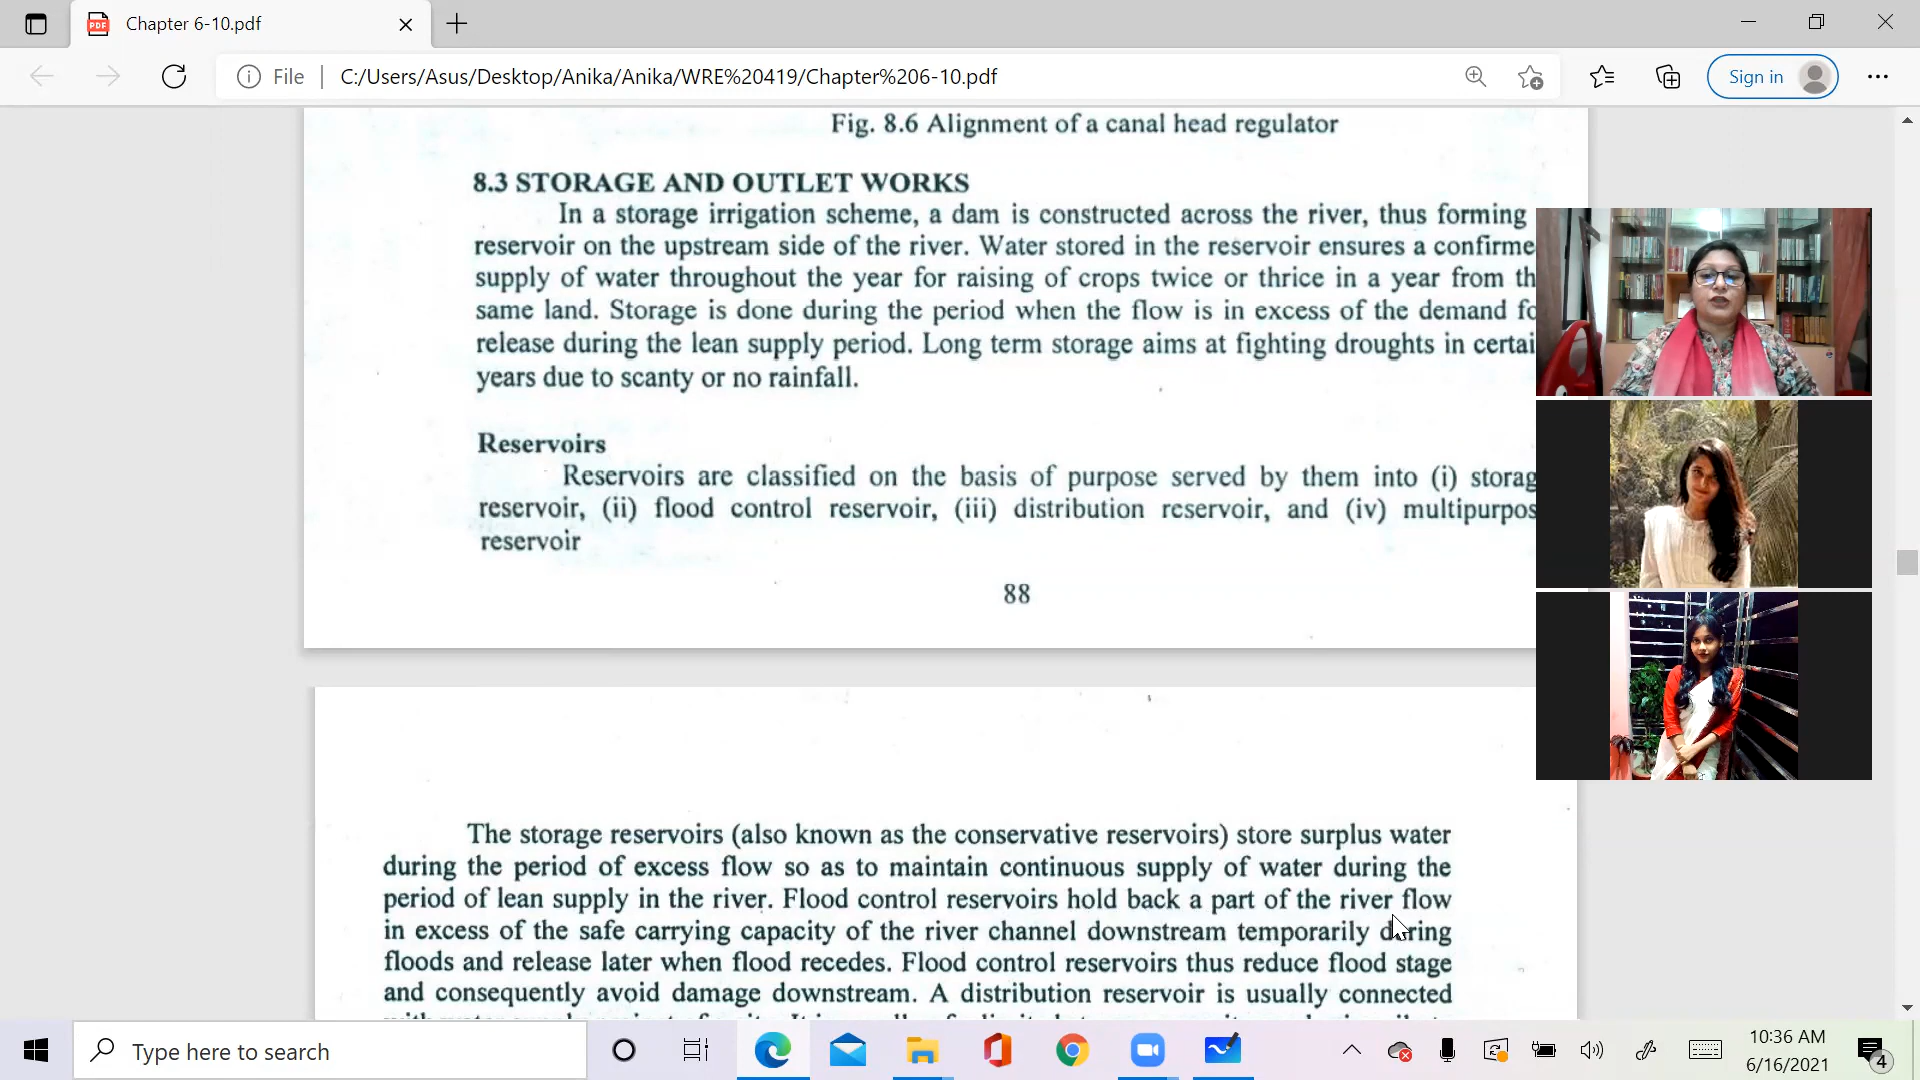 Chapter 6-10.pdf
File
C:/Users/Asus/Desktop/Anika/Anika/WRE%20419/Chapter%206-10.pdf
Sign in
Fig. 8.6 Alignment of a canal head regulator
8.3 STORAGE AND OUTLET WORKS
In a storage irrigation scheme, a dam is constructed across the river, thus forming
reservoir on the upstream side of the river. Water stored in the reservoir ensures a confirme
supply of water throughout the year for raising of crops twice or thrice in a year from th
same land. Storage is done during the period when the flow is in excess of the demand fo
release during the lean supply period. Long term storage aims at fighting droughts in certai
years due to scanty or no rainfall.
Reservoirs
Reservoirs are classified on the basis of purpose served by them into (i) storag
reservoir, (ii) flood control reservoir, (iii) distribution reservoir, and (iv) multipurpos
reservoir
88
The storage reservoirs (also known as the conservative reservoirs) store surplus water
during the period of excess flow so as to maintain continuous supply of water during the
period of lean supply in the river. Flood control reservoirs hold back a part of the river flow
in excess of the safe carrying capacity of the river channel downstream temporarily during
floods and release later when flood recedes. Flood control reservoirs thus reduce flood stage
and consequently avoid damage downstream. A distribution reservoir is usually connected
Type here to search
10:36 AM
6/16/2021
4